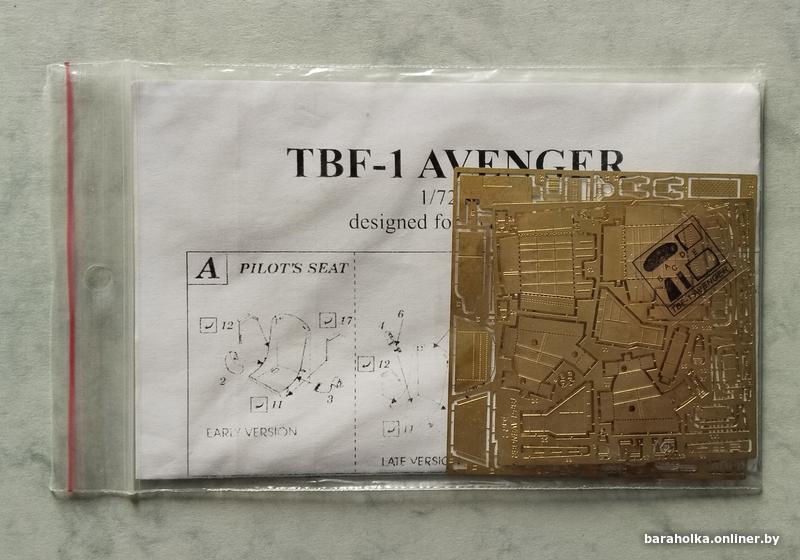 TBF-1 AVENGER
1/72
designed fo
A PILOT'S SEAT
6
12
17
4
12
2
11
3
11
EARLY VERSION
LATE VERSIO
baraholka.onliner.by